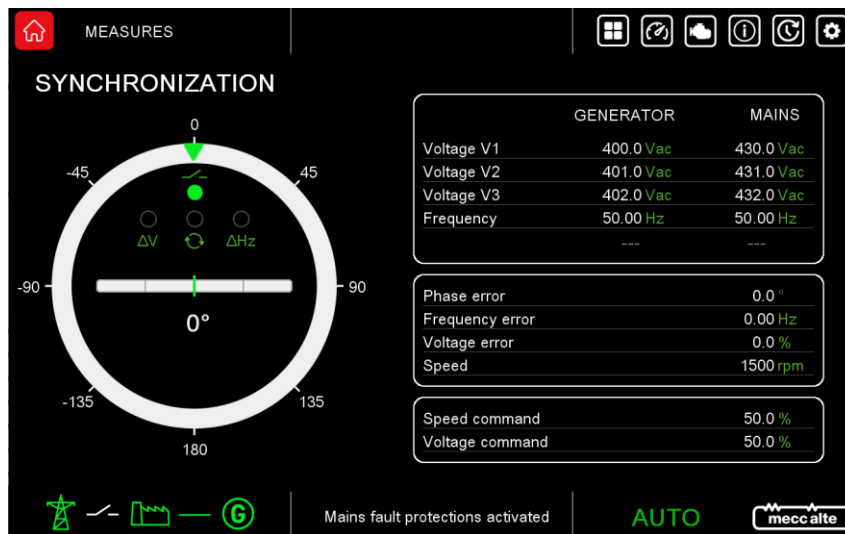 MEASURES
SYNCHRONIZATION
0
-45
45
ΔV
ΔHz
-90
90
0°
-135
135
180
GENERATOR MAINS
Voltage V1 400.0 Vac 430.0 Vac
Voltage V2 401.0 Vac 431.0 Vac
Voltage V3 402.0 Vac 432.0 Vac
Frequency 50.00 Hz 50.00 Hz
--- ---
Phase error 0.0 °
Frequency error 0.00 Hz
Voltage error 0.0 %
Speed 1500 rpm
Speed command 50.0 %
Voltage command 50.0 %
G
Mains fault protections activated
AUTO
mecc alte